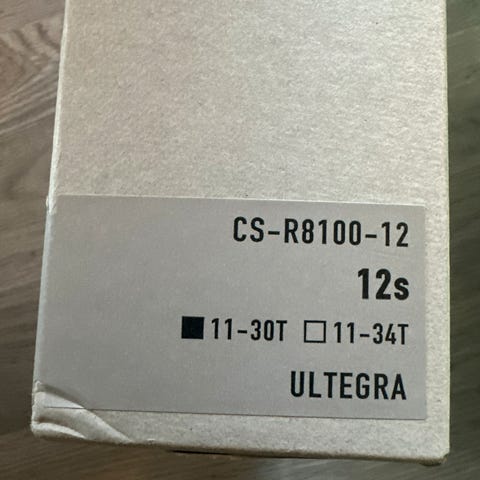 CS-R8100-12
12s
■ 11-30T □ 11-34T
ULTEGRA